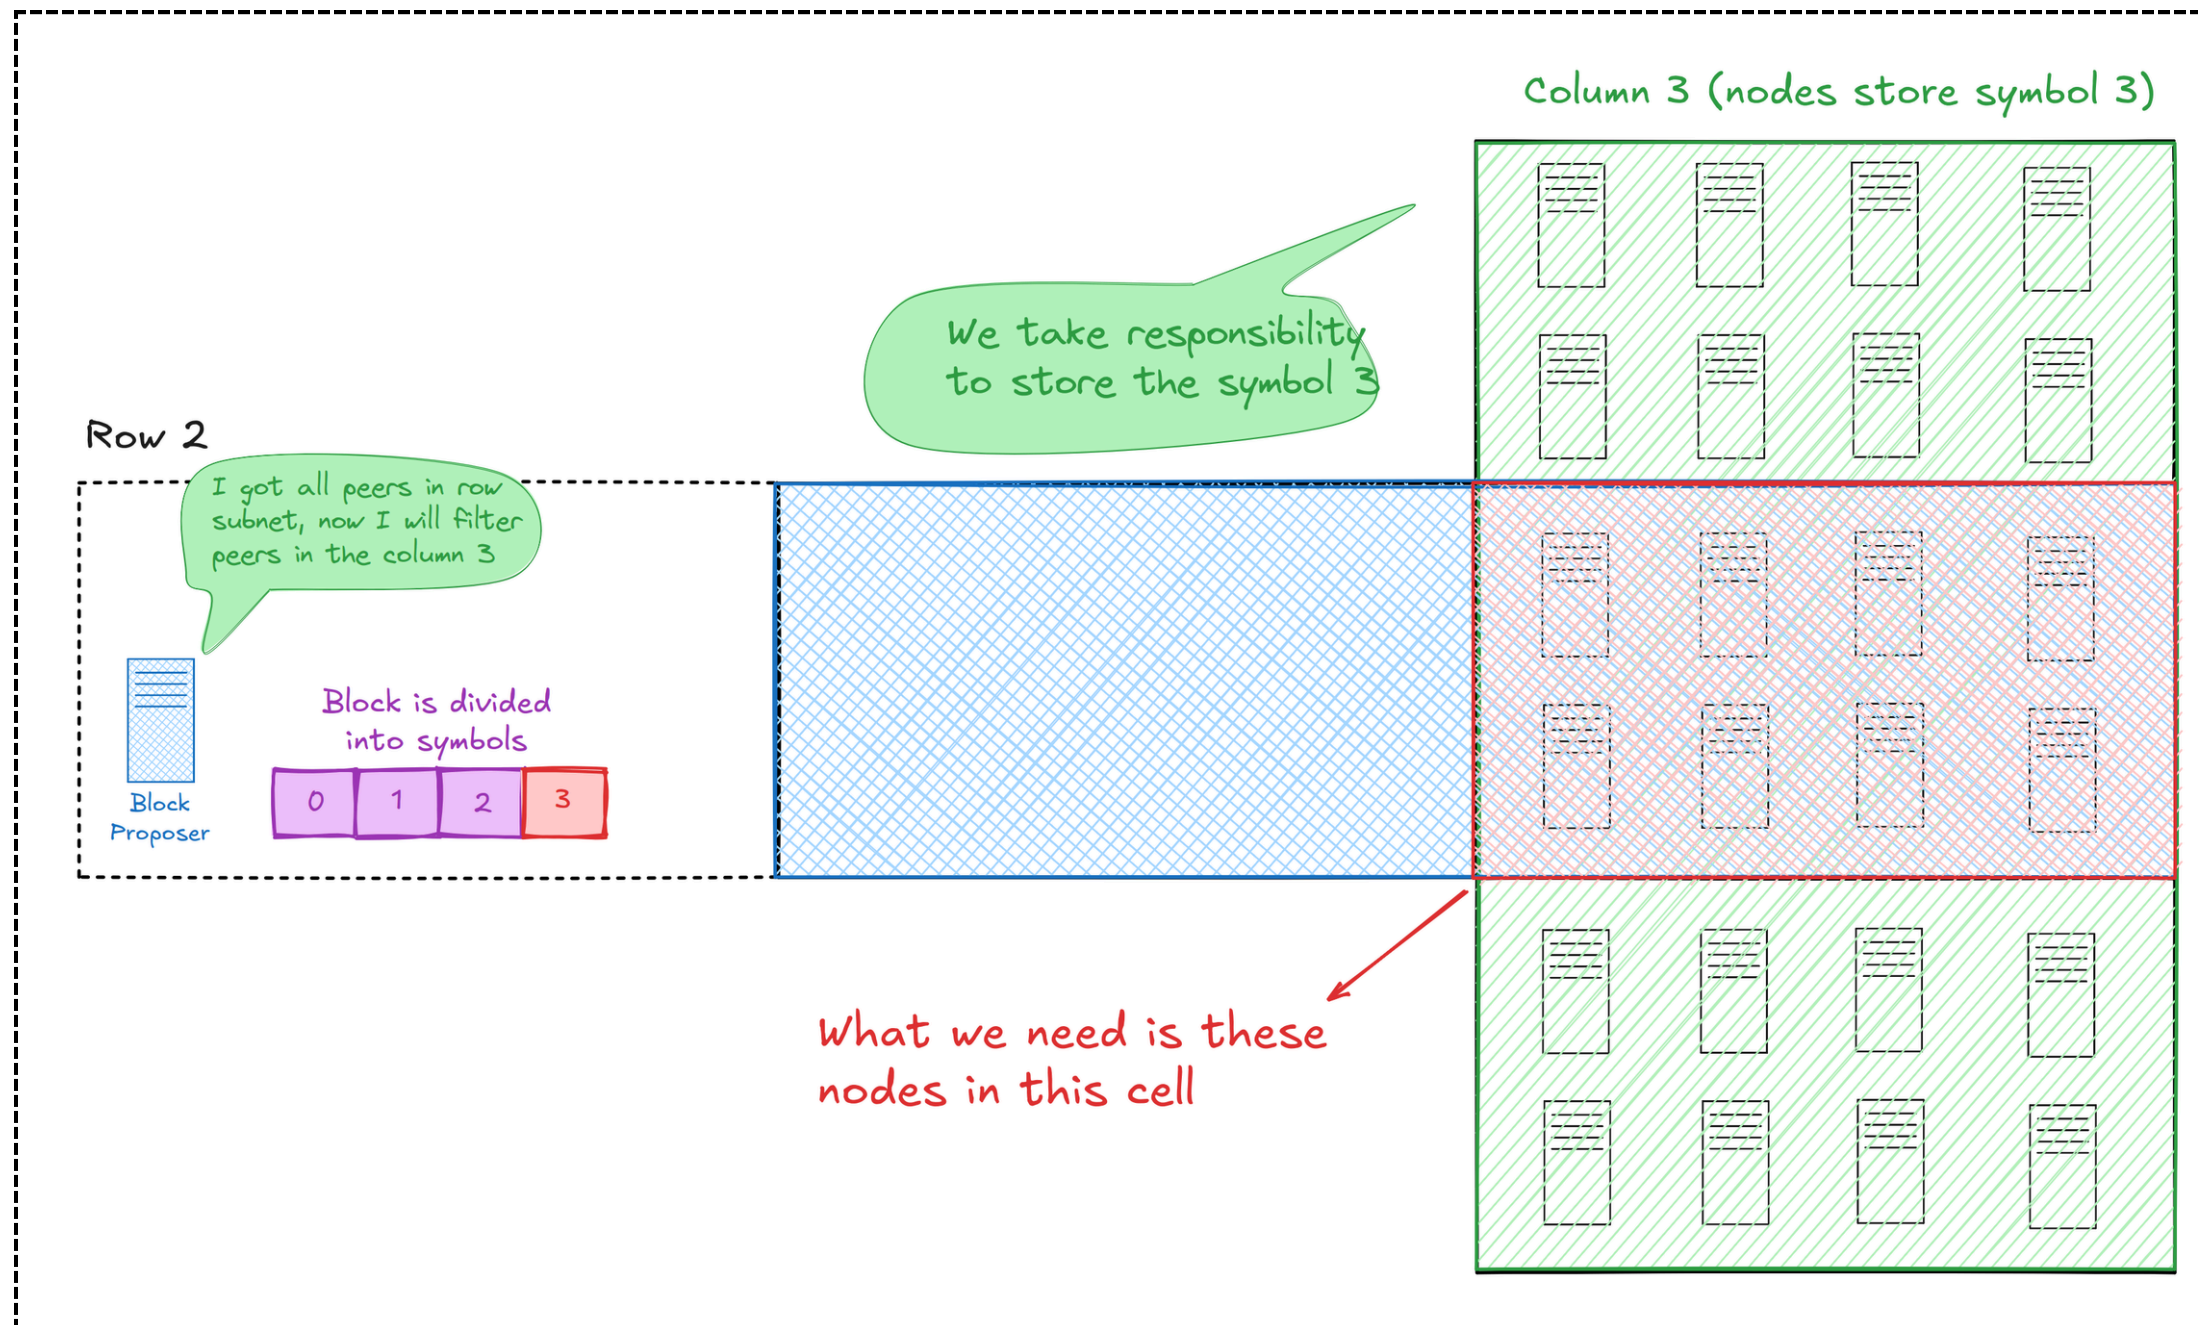 Column 3 (nodes store symbol 3)
We take responsibility
to store the symbol 3
Row 2
I got all peers in row
subnet, now I will filter
peers in the column 3
Block is divided
into symbols
0 1 2 3
Block
Proposer
What we need is these
nodes in this cell